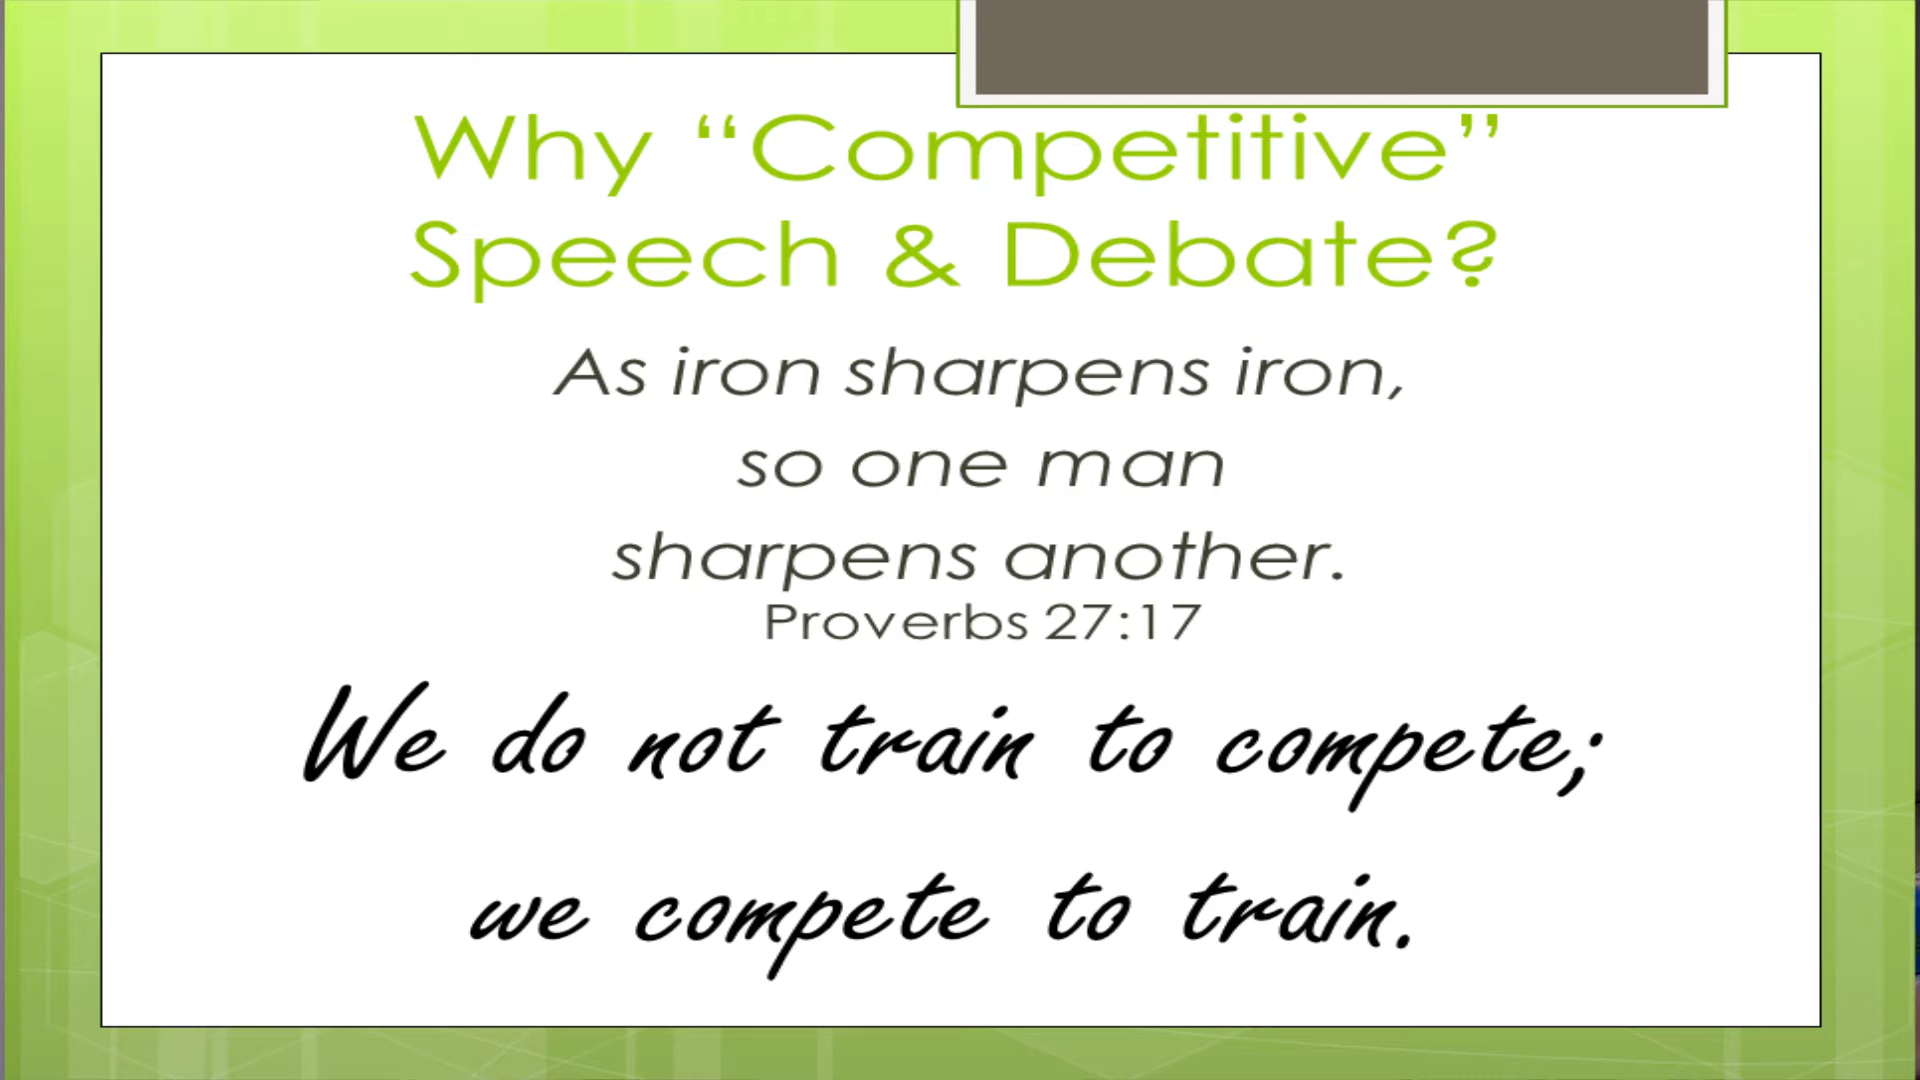 Why “Competitive”
Speech & Debate?
As iron sharpens iron,
so one man
sharpens another.
Proverbs 27:17
We do not train to compete;
we compete to train.